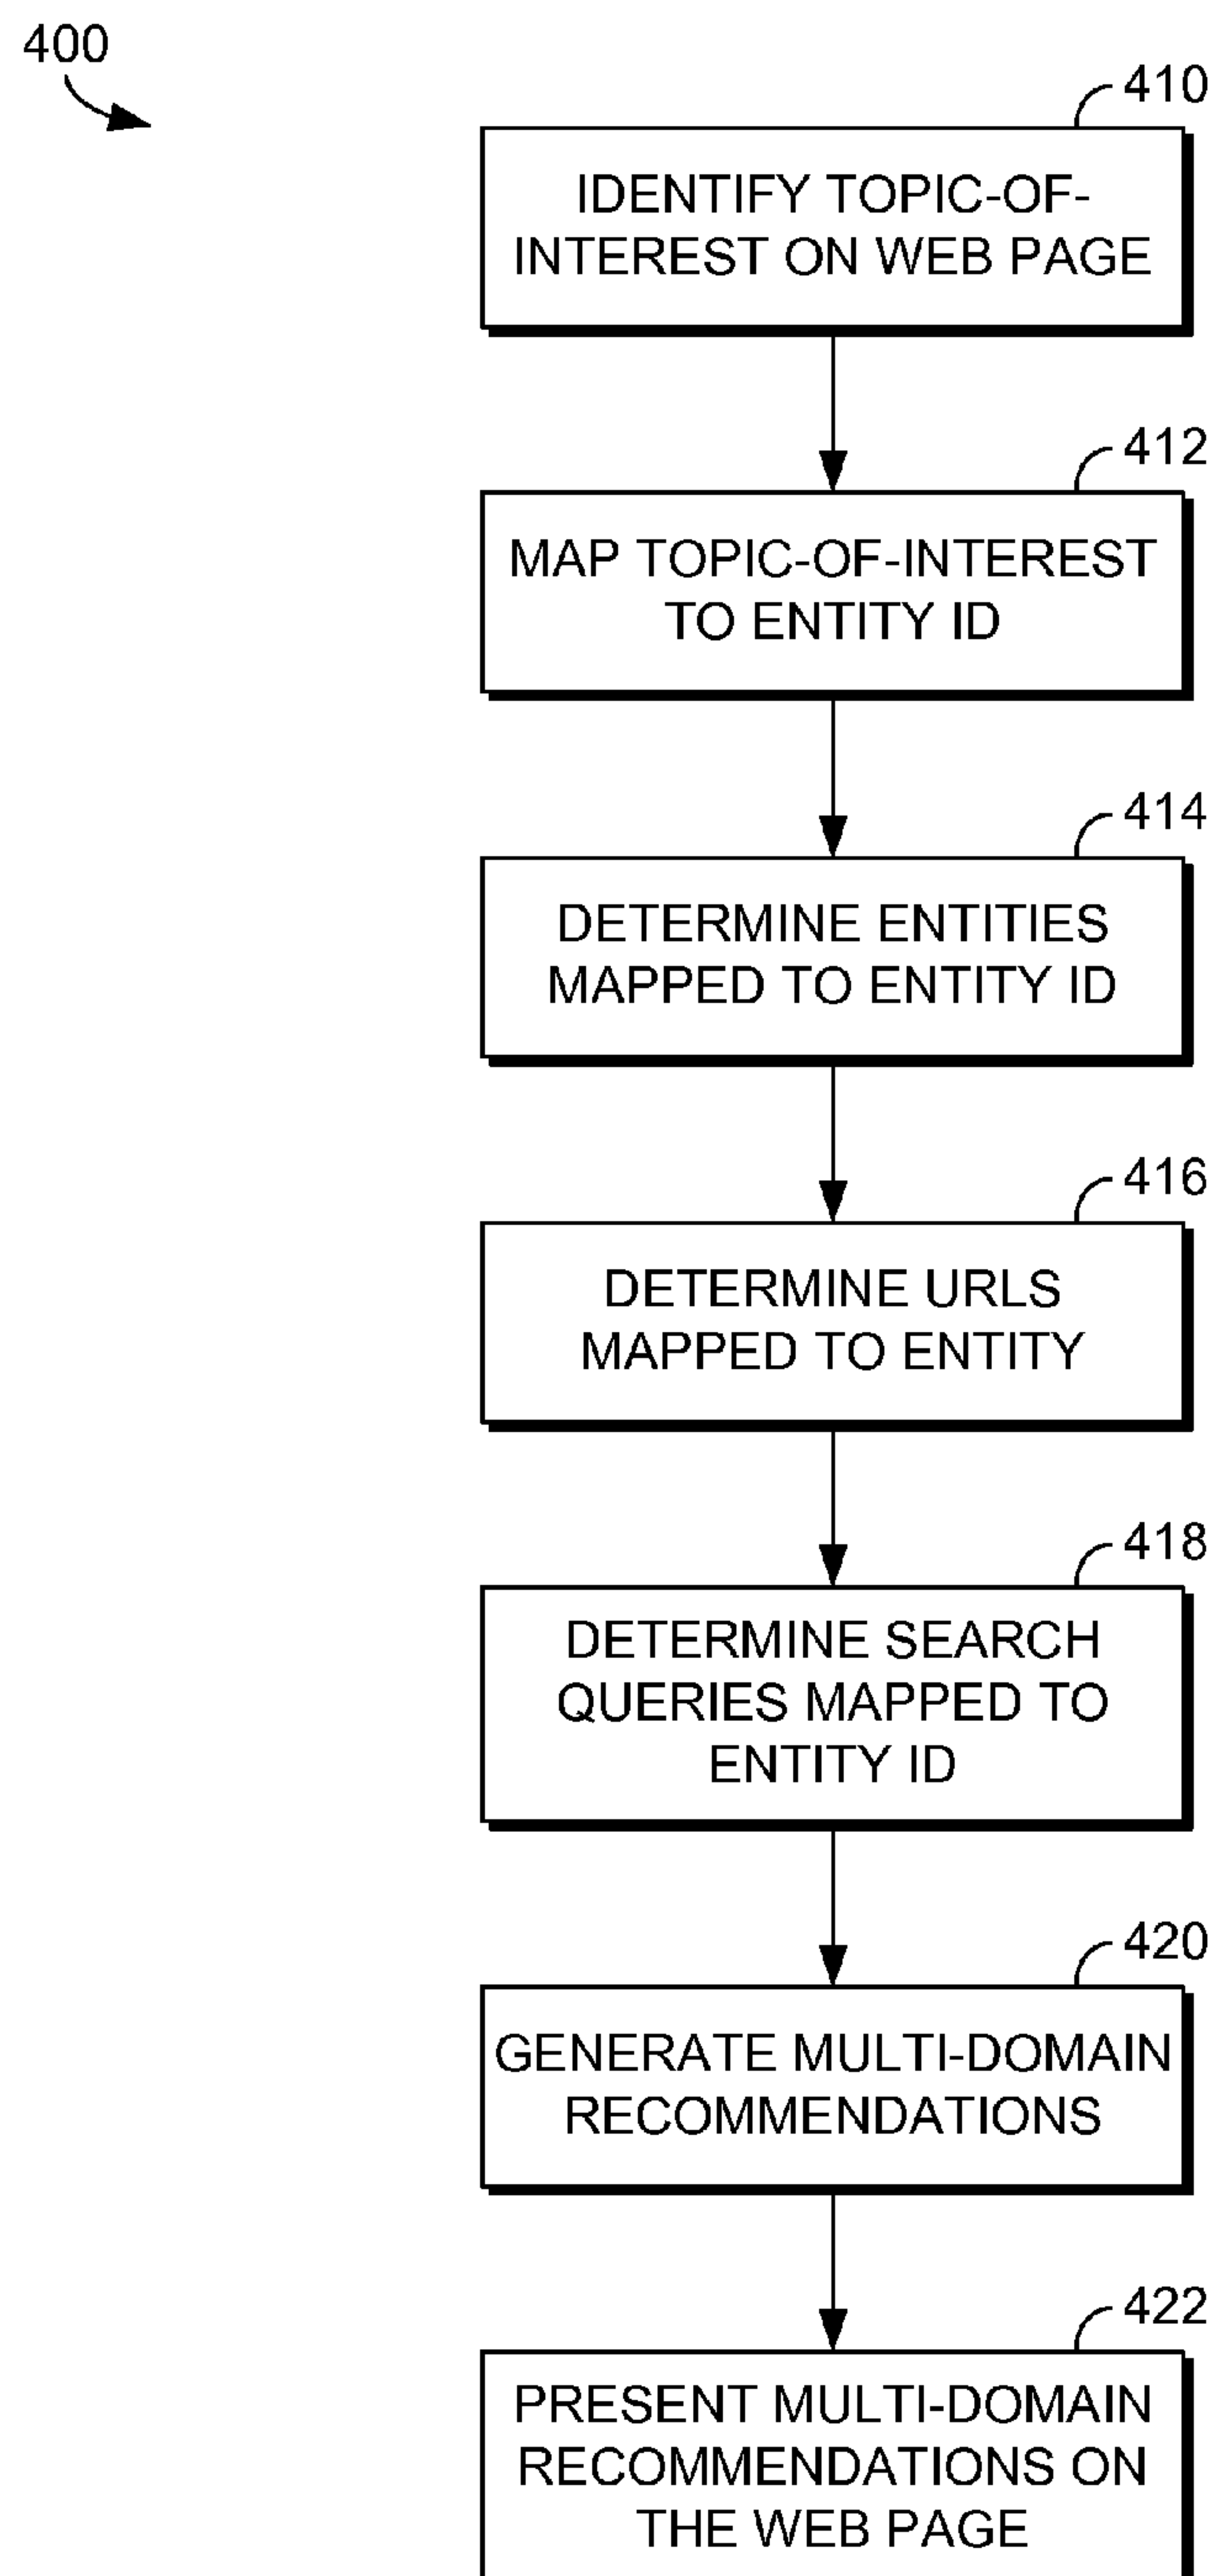 400
410
IDENTIFY TOPIC-OF-
INTEREST ON WEB PAGE
412
MAP TOPIC-OF-INTEREST
TO ENTITY ID
414
DETERMINE ENTITIES
MAPPED TO ENTITY ID
416
DETERMINE URLS
MAPPED TO ENTITY
418
DETERMINE SEARCH
QUERIES MAPPED TO
ENTITY ID
420
GENERATE MULTI-DOMAIN
RECOMMENDATIONS
422
PRESENT MULTI-DOMAIN
RECOMMENDATIONS ON
THE WEB PAGE